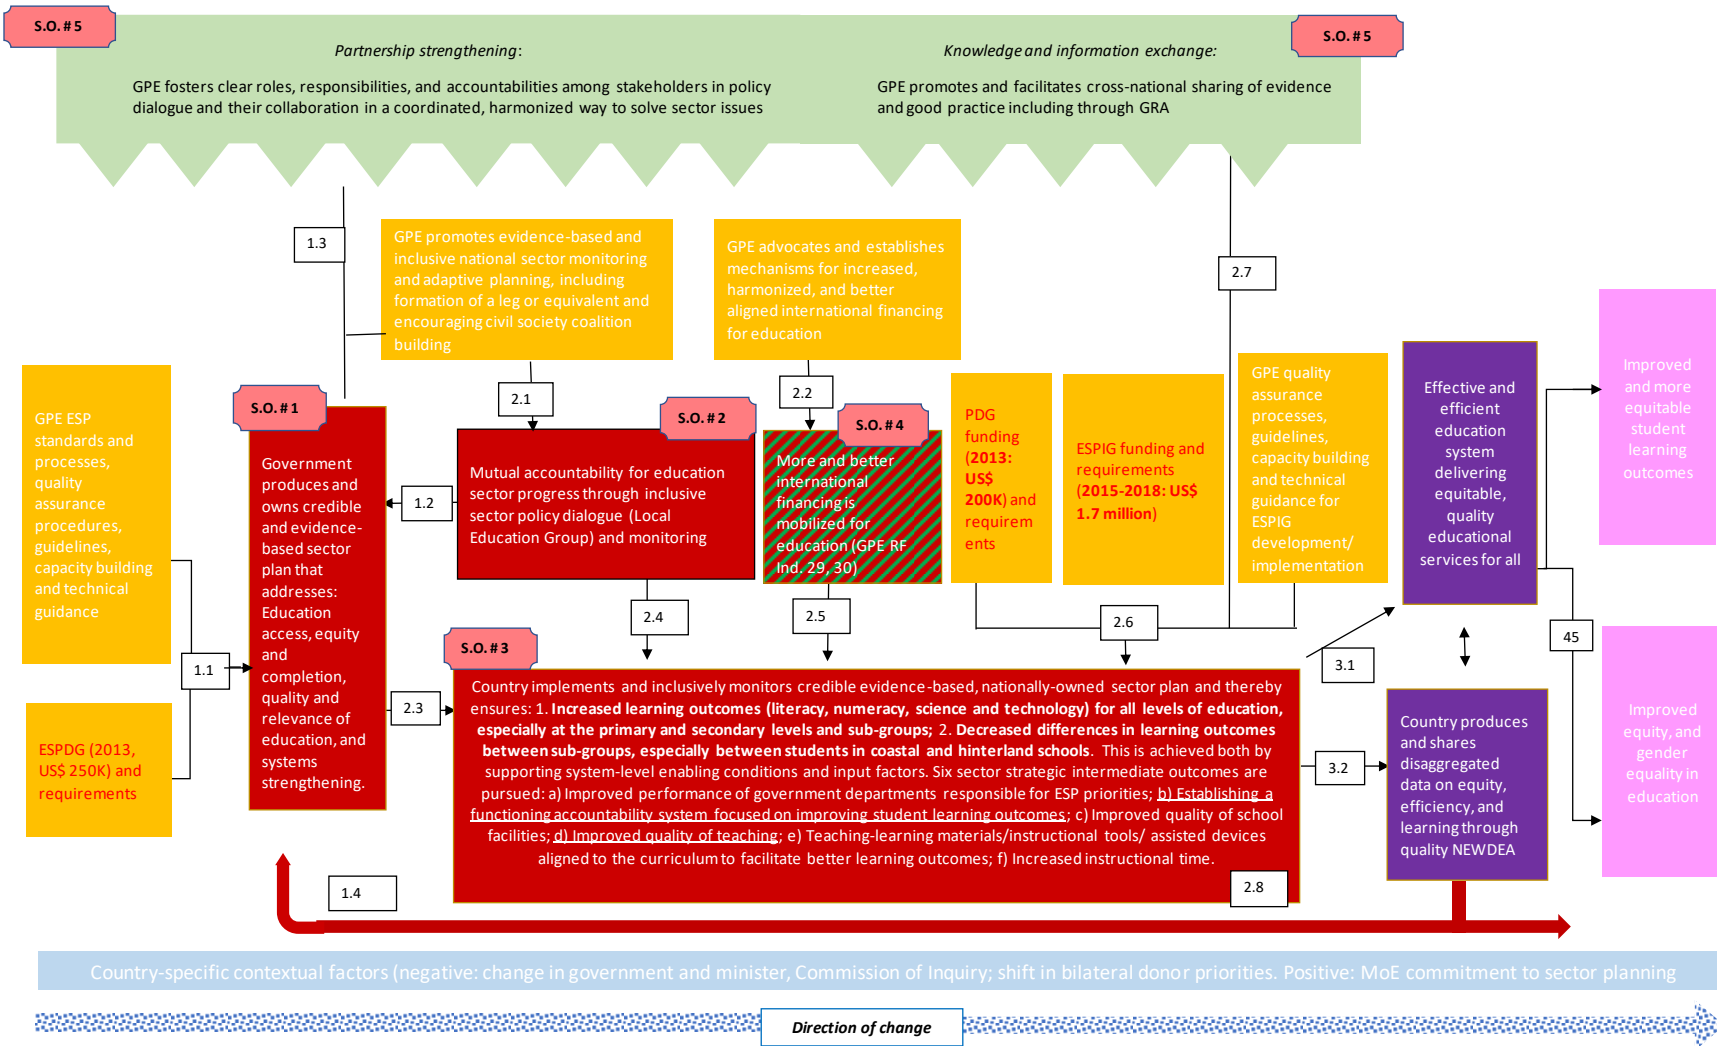 S.O. # 5
Partnership strengthening:
GPE fosters clear roles, responsibilities, and accountabilities among stakeholders in policy
dialogue and their collaboration in a coordinated, harmonized way to solve sector issues
Knowledge and information exchange:
GPE promotes and facilitates cross-national sharing of evidence
and good practice including through GRA
S.O. # 5
1.3
GPE promotes evidence-based and
inclusive national sector monitoring
and adaptive planning, including
formation of a leg or equivalent and
encouraging civil society coalition
building
GPE advocates and establishes
mechanisms for increased,
harmonized, and better
aligned international financing
for education
2.7
GPE ESP
standards and
processes,
quality
assurance
procedures,
guidelines,
capacity building
and technical
guidance
ESPDG (2013,
US$ 250K) and
requirements
1.1
S.O. # 1
Government
produces and
owns credible
and evidence-
based sector
plan that
addresses:
Education
access, equity
and
completion,
quality and
relevance of
education, and
systems
strengthening.
2.1
1.2
S.O. # 2
Mutual accountability for education
sector progress through inclusive
sector policy dialogue (Local
Education Group) and monitoring
2.2
S.O. # 4
More and better
international
financing is
mobilized for
education (GPE RF
Ind. 29, 30)
PDG
funding
(2013:
US$
200K) and
requirem
ents
ESPIG funding and
requirements
(2015-2018: US$
1.7 million)
GPE quality
assurance
processes,
guidelines,
capacity building
and technical
guidance for
ESPIG
development/
implementation
2.4
2.5
2.6
2.3
S.O. # 3
Country implements and inclusively monitors credible evidence-based, nationally-owned sector plan and thereby
ensures: 1. Increased learning outcomes (literacy, numeracy, science and technology) for all levels of education,
especially at the primary and secondary levels and sub-groups; 2. Decreased differences in learning outcomes
between sub-groups, especially between students in coastal and hinterland schools. This is achieved both by
supporting system-level enabling conditions and input factors. Six sector strategic intermediate outcomes are
pursued: a) Improved performance of government departments responsible for ESP priorities; b) Establishing a
functioning accountability system focused on improving student learning outcomes; c) Improved quality of school
facilities; d) Improved quality of teaching; e) Teaching-learning materials/instructional tools/ assisted devices
aligned to the curriculum to facilitate better learning outcomes; f) Increased instructional time.
2.8
3.1
3.2
Effective and
efficient
education
system
delivering
equitable,
quality
educational
services for all
Country produces
and shares
disaggregated
data on equity,
efficiency, and
learning through
quality NEWDEA
45
Improved
and more
equitable
student
learning
outcomes
Improved
equity, and
gender
equality in
education
1.4
Country-specific contextual factors (negative: change in government and minister, Commission of Inquiry; shift in bilateral donor priorities. Positive: MoE commitment to sector planning
Direction of change